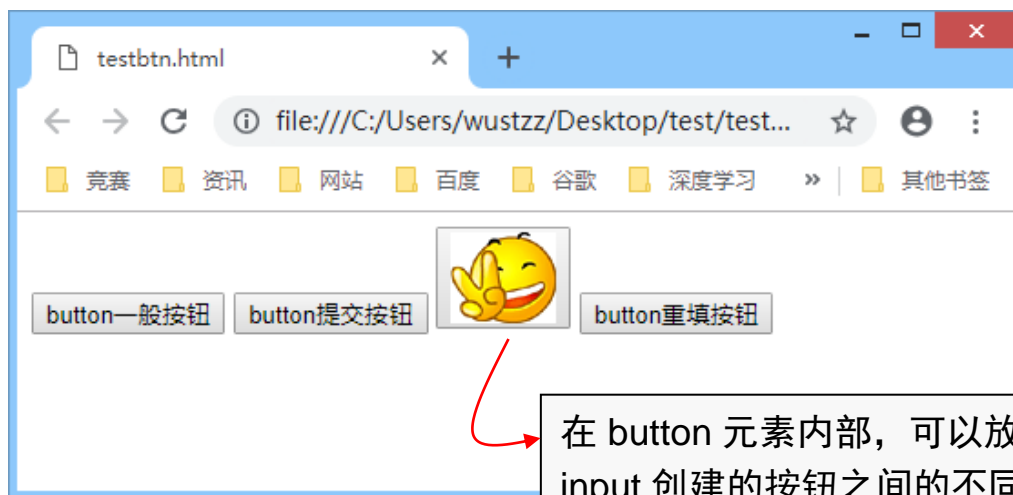 testbtn.html
file:///C:/Users/wustzz/Desktop/test/test...
竞赛 资讯 网站 百度 谷歌 深度学习 » 其他书签
button一般按钮 button提交按钮 button重填按钮
在 button 元素内部，可以放
input 创建的按钮之间的不同